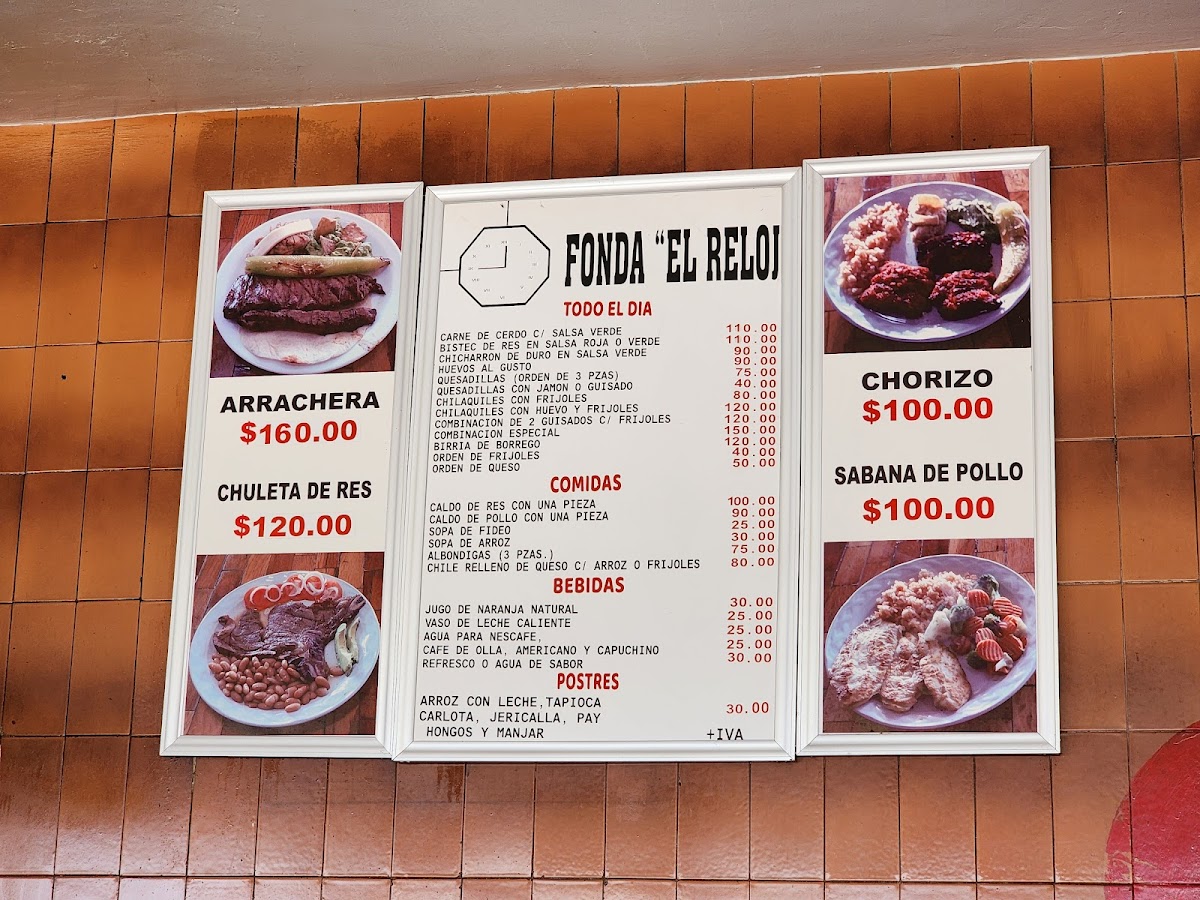 ARRACHERA
$160.00
CHULETA DE RES
$120.00
FONDA "EL RELOJ
TODO EL DIA
CARNE DE CERDO C/ SALSA VERDE 110.00
BISTEC DE RES EN SALSA ROJA O VERDE 110.00
CHICHARRON DE DURO EN SALSA VERDE 90.00
HUEVOS AL GUSTO 90.00
QUESADILLAS (ORDEN DE 3 PZAS) 75.00
QUESADILLAS CON JAMON O GUISADO 40.00
CHILAQUILES CON FRIJOLES 80.00
CHILAQUILES CON HUEVO Y FRIJOLES 120.00
COMBINACION DE 2 GUISADOS C/ FRIJOLES 120.00
COMBINACION ESPECIAL 150.00
BIRRIA DE BORREGO 120.00
ORDEN DE FRIJOLES 40.00
ORDEN DE QUESO 50.00
COMIDAS
CALDO DE RES CON UNA PIEZA 100.00
CALDO DE POLLO CON UNA PIEZA 90.00
SOPA DE FIDEO 25.00
SOPA DE ARROZ 30.00
ALBONDIGAS (3 PZAS.) 75.00
CHILE RELLENO DE QUESO C/ ARROZ O FRIJOLES 80.00
BEBIDAS
JUGO DE NARANJA NATURAL 30.00
VASO DE LECHE CALIENTE 25.00
AGUA PARA NESCAFE, 25.00
CAFE DE OLLA, AMERICANO Y CAPUCHINO 25.00
REFRESCO O AGUA DE SABOR 30.00
POSTRES
ARROZ CON LECHE,TAPIOCA
CARLOTA, JERICALLA, PAY 30.00
HONGOS Y MANJAR
+IVA
CHORIZO
$100.00
SABANA DE POLLO
$100.00